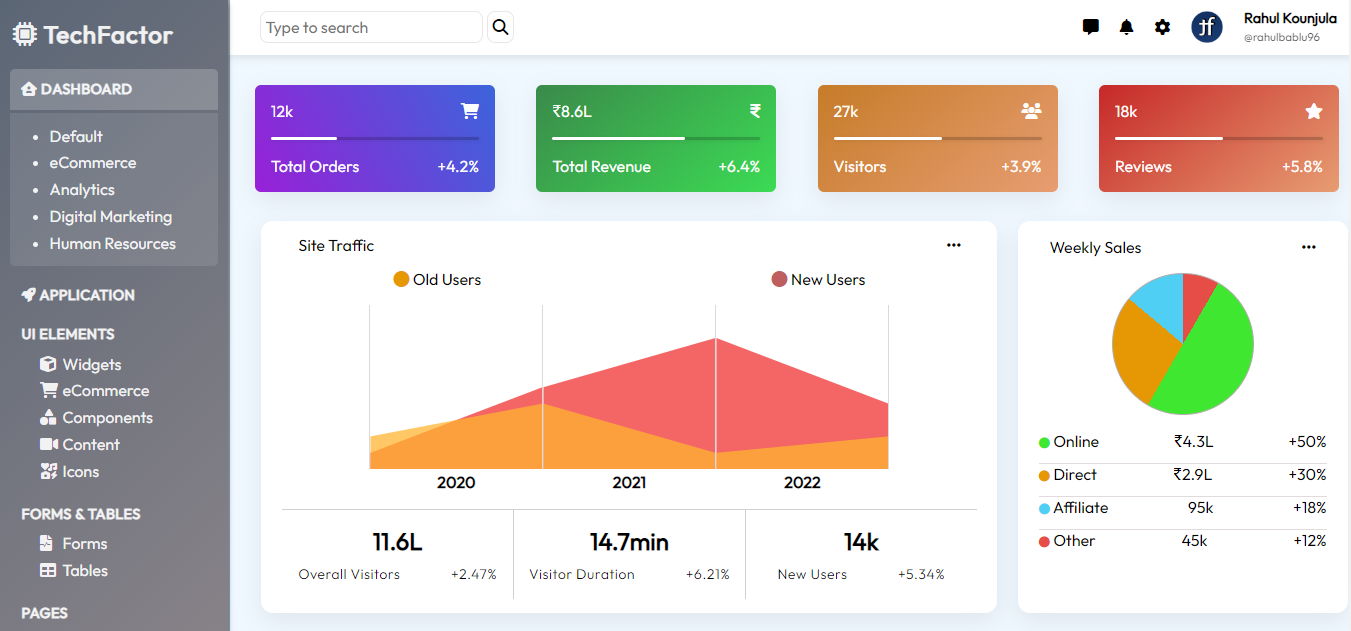 TechFactor
DASHBOARD
Default
eCommerce
Analytics
Digital Marketing
Human Resources
APPLICATION
UI ELEMENTS
Widgets
eCommerce
Components
Content
Icons
FORMS & TABLES
Forms
Tables
PAGES
Type to search
tf
Rahul Kounjula
@rahulbablu96
12k
Total Orders +4.2%
₹8.6L ₹
Total Revenue +6.4%
27k
Visitors +3.9%
18k
Reviews +5.8%
Site Traffic
Old Users New Users
2020 2021 2022
11.6L 14.7min 14k
Overall Visitors +2.47% Visitor Duration +6.21% New Users +5.34%
Weekly Sales
Online ₹4.3L +50%
Direct ₹2.9L +30%
Affiliate 95k +18%
Other 45k +12%